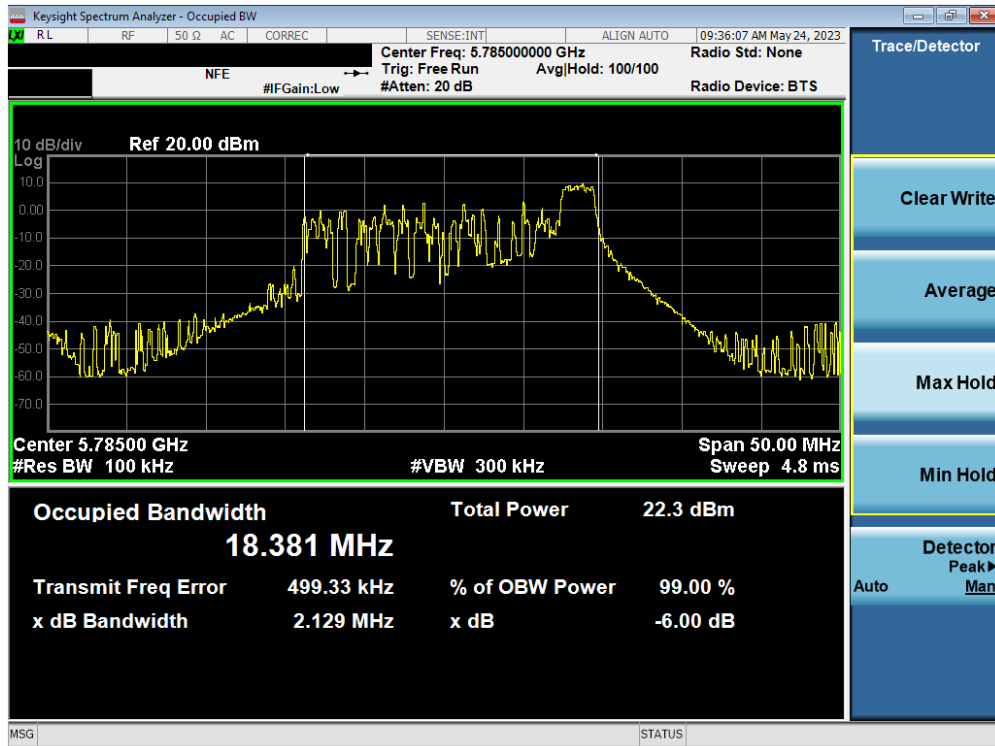 Keysight Spectrum Analyzer - Occupied BW
LXI RL RF 50 Ω AC CORREC SENSE:INT ALIGN AUTO 09:36:07 AM May 24, 2023
Center Freq: 5.785000000 GHz Radio Std: None
NFE Trig: Free Run Avg|Hold: 100/100
#IFGain:Low #Atten: 20 dB Radio Device: BTS
Trace/Detector
10 dB/div Ref 20.00 dBm
Log
10.0
0.00
-10.0
-20.0
-30.0
-40.0
-50.0
-60.0
-70.0
Center 5.78500 GHz Span 50.00 MHz
#Res BW 100 kHz #VBW 300 kHz Sweep 4.8 ms
Occupied Bandwidth Total Power 22.3 dBm
18.381 MHz
Transmit Freq Error 499.33 kHz % of OBW Power 99.00 %
x dB Bandwidth 2.129 MHz x dB -6.00 dB
Clear Write
Average
Max Hold
Min Hold
Detector
Peak▶
Auto Man
MSG STATUS